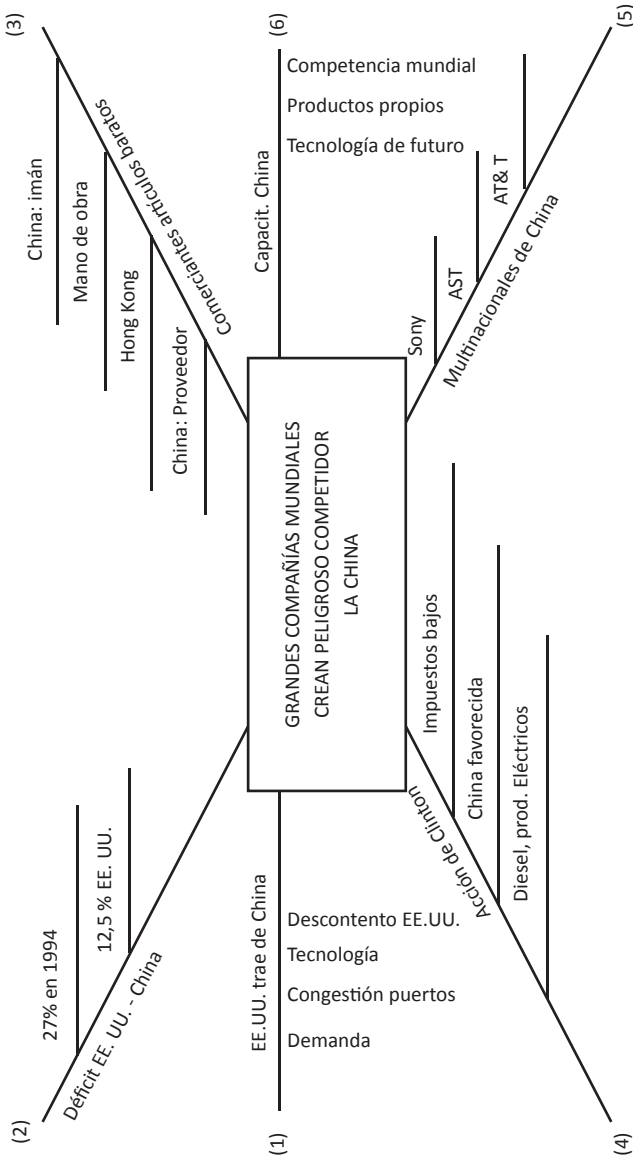 (1)
EE.UU. trae de China
Demanda
Congestión puertos
Tecnología
Descontento EE.UU.
(2)
Déficit EE. UU. - China
27% en 1994
12,5 % EE. UU.
(3)
Comerciantes artículos baratos
China: imán
Mano de obra
Hong Kong
China: Proveedor
GRANDES COMPAÑÍAS MUNDIALES
CREAN PELIGROSO COMPETIDOR
LA CHINA
(4)
Acción de Clinton
Impuestos bajos
China favorecida
Diesel, prod. Eléctricos
(5)
Multinacionales de China
Sony
AST
AT& T
(6)
Capacit. China
Competencia mundial
Productos propios
Tecnología de futuro